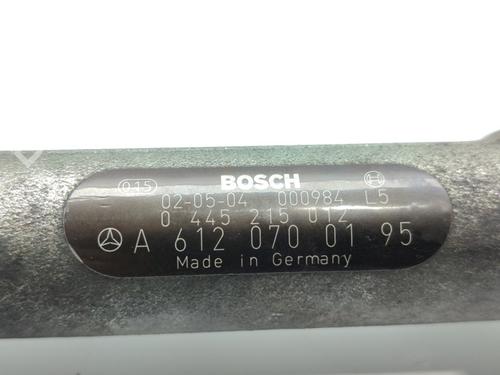 015 BOSCH
02-05-04 000984 L5
0 445 215 012
A 612 070 01 95
Made in Germany